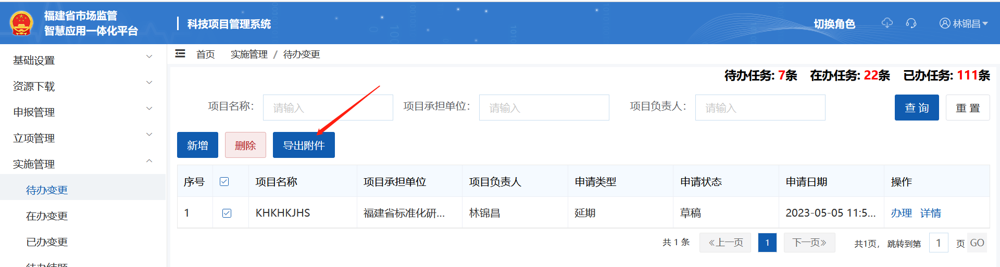 福建省市场监管
智慧应用一体化平台
科技项目管理系统
切换角色
林锦昌
基础设置
资源下载
申报管理
立项管理
实施管理
待办变更
在办变更
已办变更
待办结题
首页 实施管理 / 待办变更
待办任务: 7条 在办任务: 22条 已办任务: 111条
项目名称: 请输入 项目承担单位: 请输入 项目负责人: 请输入 查 询 重 置
新增 删除 导出附件
序号 项目名称 项目承担单位 项目负责人 申请类型 申请状态 申请日期 操作
1 KHKHKJHS 福建省标准化研... 林锦昌 延期 草稿 2023-05-05 11:5... 办理 详情
共 1 条 «上一页 1 下一页» 共1页, 跳转到第 1 页 GO